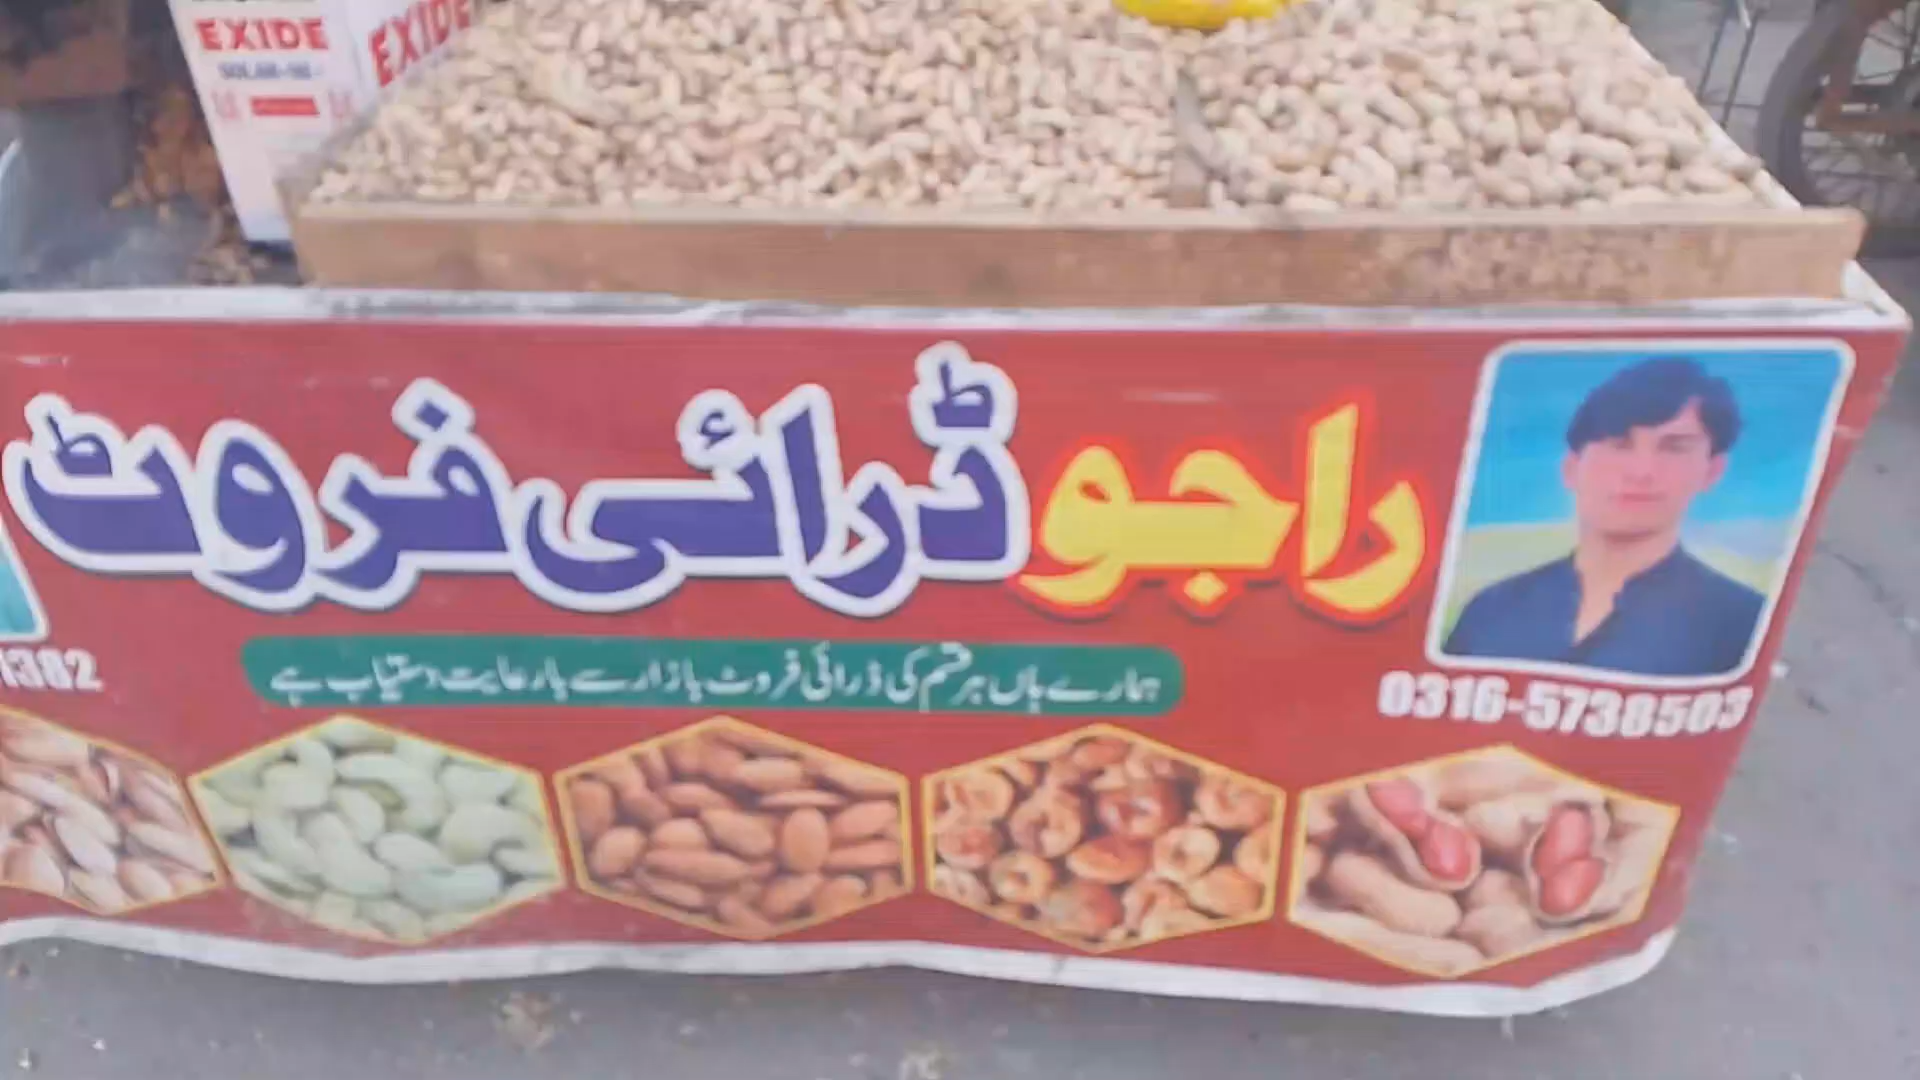 EXIDE
EXIDE
راجو ڈرائی فروٹ
ہمارے ہاں ہر قسم کی ڈرائی فروٹ بازار سے بارعایت دستیاب ہے
0316-5738503
1382